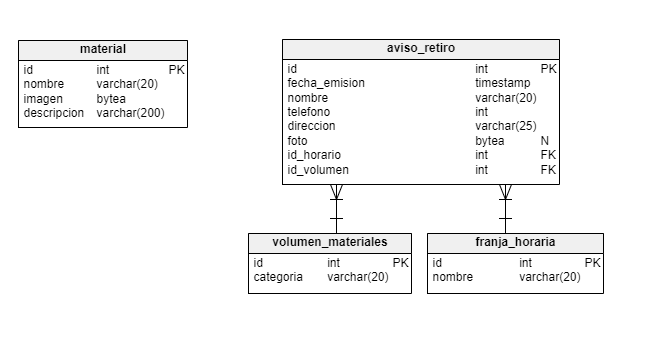 material
id int PK
nombre varchar(20)
imagen bytea
descripcion varchar(200)
aviso_retiro
id int PK
fecha_emision timestamp
nombre varchar(20)
telefono int
direccion varchar(25)
foto bytea N
id_horario int FK
id_volumen int FK
volumen_materiales
id int PK
categoria varchar(20)
franja_horaria
id int PK
nombre varchar(20)